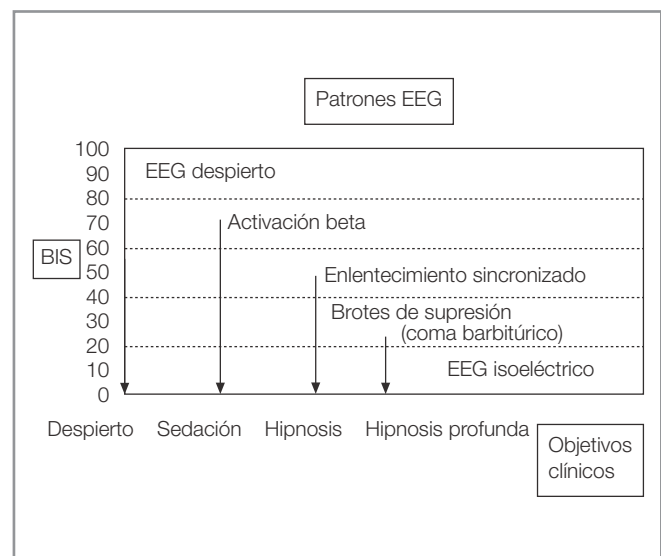 Patrones EEG
100
90
80
70
60
50
40
30
20
10
0
BIS
EEG despierto
Activación beta
Enlentecimiento sincronizado
Brotes de supresión
(coma barbitúrico)
EEG isoeléctrico
Despierto Sedación Hipnosis Hipnosis profunda
Objetivos
clínicos